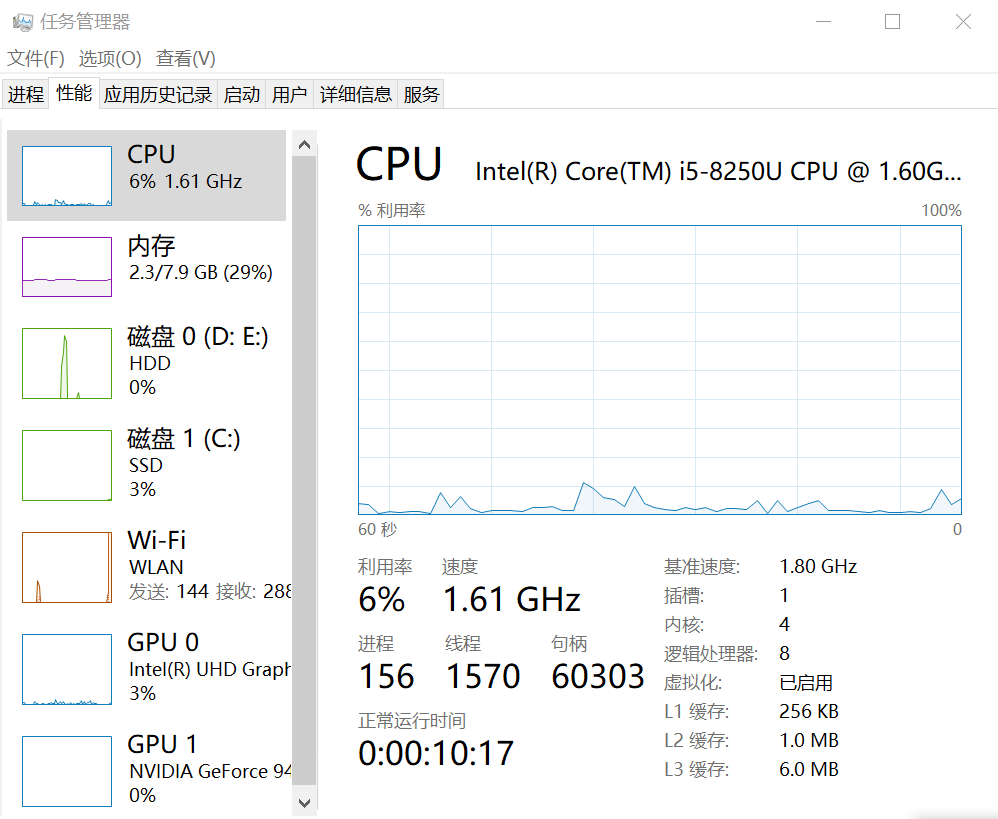 任务管理器
文件(F) 选项(O) 查看(V)
进程 性能 应用历史记录 启动 用户 详细信息 服务
CPU
6% 1.61 GHz
内存
2.3/7.9 GB (29%)
磁盘 0 (D: E:)
HDD
0%
磁盘 1 (C:)
SSD
3%
Wi-Fi
WLAN
发送: 144 接收: 288
GPU 0
Intel(R) UHD Graph
3%
GPU 1
NVIDIA GeForce 94
0%
CPU Intel(R) Core(TM) i5-8250U CPU @ 1.60G...
% 利用率 100%
60 秒 0
利用率 速度
6% 1.61 GHz
进程 线程 句柄
156 1570 60303
正常运行时间
0:00:10:17
基准速度: 1.80 GHz
插槽: 1
内核: 4
逻辑处理器: 8
虚拟化: 已启用
L1 缓存: 256 KB
L2 缓存: 1.0 MB
L3 缓存: 6.0 MB